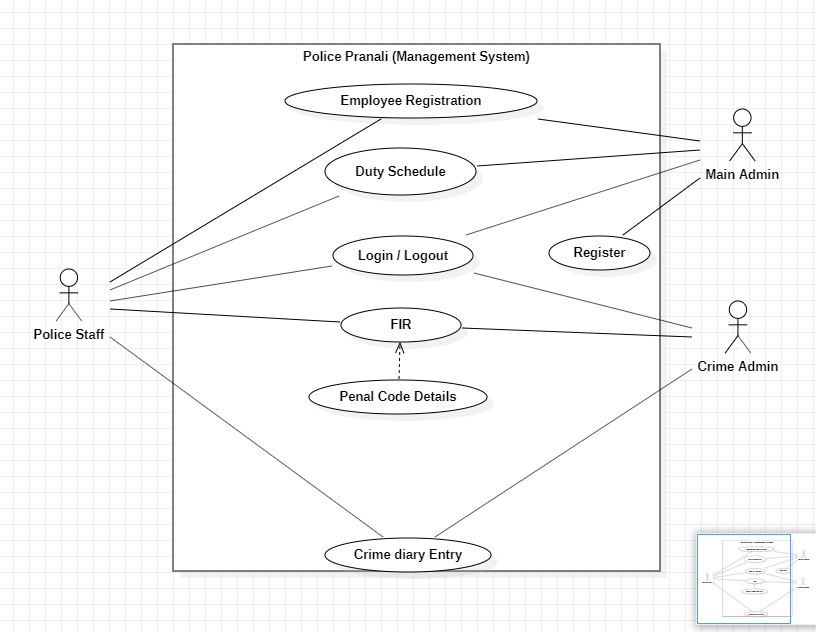 Police Pranali (Management System)
Employee Registration
Main Admin
Duty Schedule
Login / Logout
Register
Police Staff
FIR
Crime Admin
Penal Code Details
Crime diary Entry